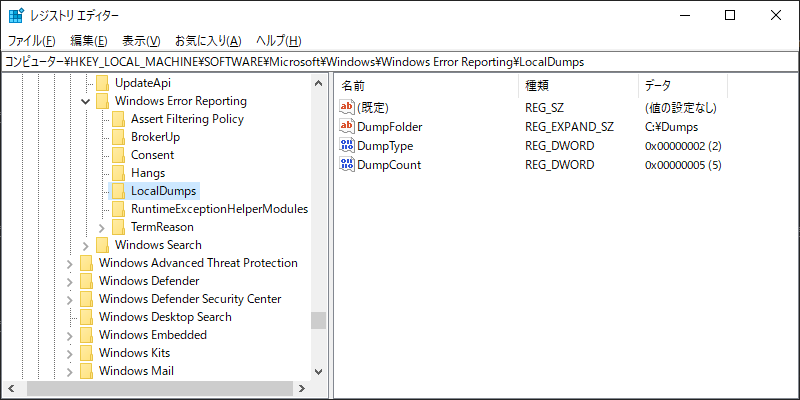 レジストリ エディター
ファイル(F) 編集(E) 表示(V) お気に入り(A) ヘルプ(H)
コンピューター¥HKEY_LOCAL_MACHINE¥SOFTWARE¥Microsoft¥Windows¥Windows Error Reporting¥LocalDumps
UpdateApi
Windows Error Reporting
Assert Filtering Policy
BrokerUp
Consent
Hangs
LocalDumps
RuntimeExceptionHelperModules
TermReason
Windows Search
Windows Advanced Threat Protection
Windows Defender
Windows Defender Security Center
Windows Desktop Search
Windows Embedded
Windows Kits
Windows Mail
名前 種類 データ
(既定) REG_SZ (値の設定なし)
DumpFolder REG_EXPAND_SZ C:¥Dumps
DumpType REG_DWORD 0x00000002 (2)
DumpCount REG_DWORD 0x00000005 (5)